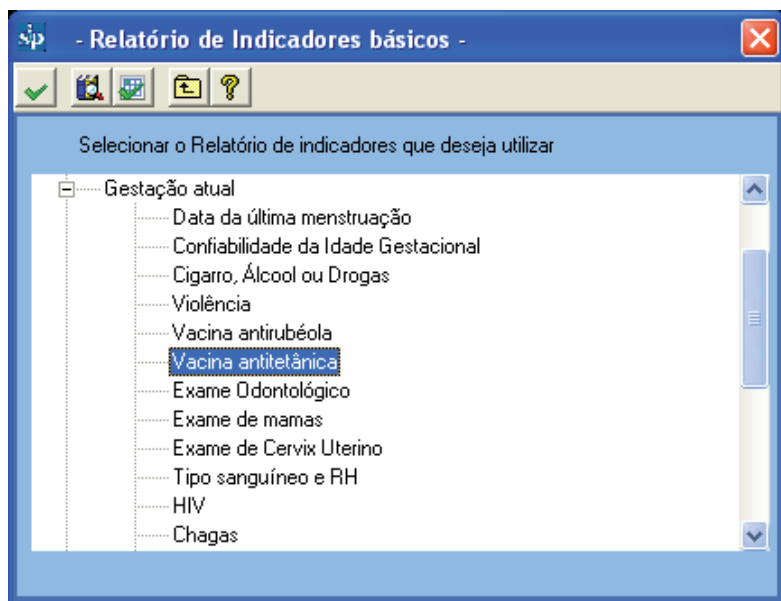 sip - Relatório de Indicadores básicos -
Selecionar o Relatório de indicadores que deseja utilizar
Gestação atual
Data da última menstruação
Confiabilidade da Idade Gestacional
Cigarro, Álcool ou Drogas
Violência
Vacina antirubéola
Vacina antitetânica
Exame Odontológico
Exame de mamas
Exame de Cervix Uterino
Tipo sanguíneo e RH
HIV
Chagas